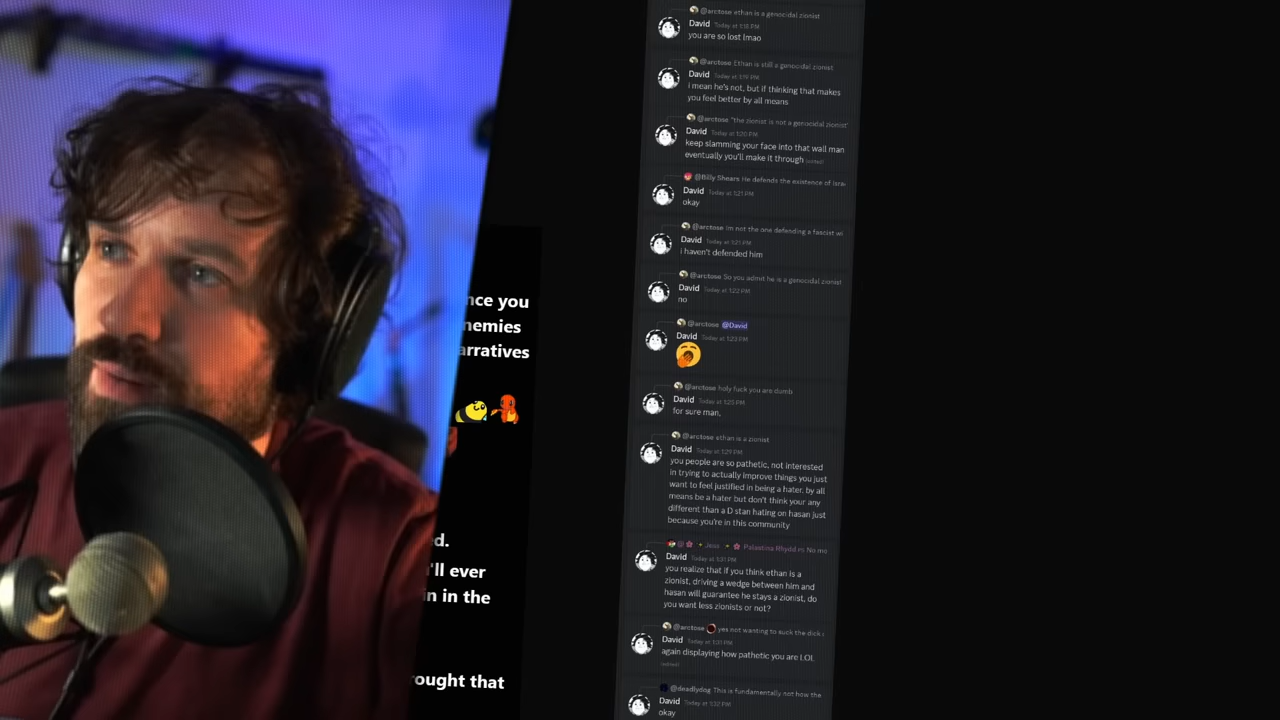 nce you
nemies
arratives
ed.
'll ever
n in the
rought that
@arctose ethan is a genocidal zionist
David Today at 1:18 PM
you are so lost lmao
@arctose Ethan is still a genocidal zionist
David Today at 1:19 PM
i mean he's not, but if thinking that makes
you feel better by all means
@arctose "the zionist is not a genocidal zionist"
David Today at 1:20 PM
keep slamming your face into that wall man
eventually you'll make it through (edited)
@Billy Shears He defends the existence of isra
David Today at 1:21 PM
okay
@arctose im not the one defending a fascist wi
David Today at 1:21 PM
i haven't defended him
@arctose So you admit he is a genocidal zionist
David Today at 1:22 PM
no
@arctose @David
David Today at 1:23 PM
@arctose holy fuck you are dumb
David Today at 1:25 PM
for sure man.
@arctose ethan is a zionist
David Today at 1:29 PM
you people are so pathetic, not interested
in trying to actually improve things you just
want to feel justified in being a hater. by all
means be a hater but don't think your any
different than a D stan hating on hasan just
because you're in this community
Jess Palestina Rhydd rs No mo
David Today at 1:31 PM
you realize that if you think ethan is a
zionist, driving a wedge between him and
hasan will guarantee he stays a zionist, do
you want less zionists or not?
@arctose yes not wanting to suck the dick
David Today at 1:31 PM
again displaying how pathetic you are LOL
(edited)
@deadlydog This is fundamentally not how the
David Today at 1:32 PM
okay